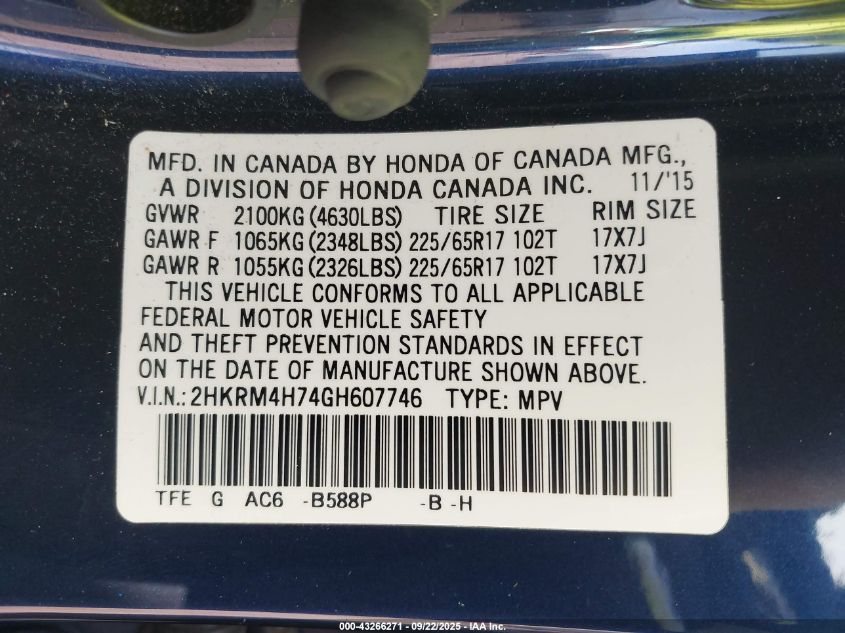 MFD. IN CANADA BY HONDA OF CANADA MFG.,
A DIVISION OF HONDA CANADA INC. 11/'15
GVWR 2100KG (4630LBS) TIRE SIZE RIM SIZE
GAWR F 1065KG (2348LBS) 225/65R17 102T 17X7J
GAWR R 1055KG (2326LBS) 225/65R17 102T 17X7J
THIS VEHICLE CONFORMS TO ALL APPLICABLE
FEDERAL MOTOR VEHICLE SAFETY
AND THEFT PREVENTION STANDARDS IN EFFECT
ON THE DATE OF MANUFACTURE SHOWN ABOVE.
V.I.N.: 2HKRM4H74GH607746 TYPE: MPV
TFE G AC6 -B588P -B -H
000-43266271 - 09/22/2025 - IAA Inc.